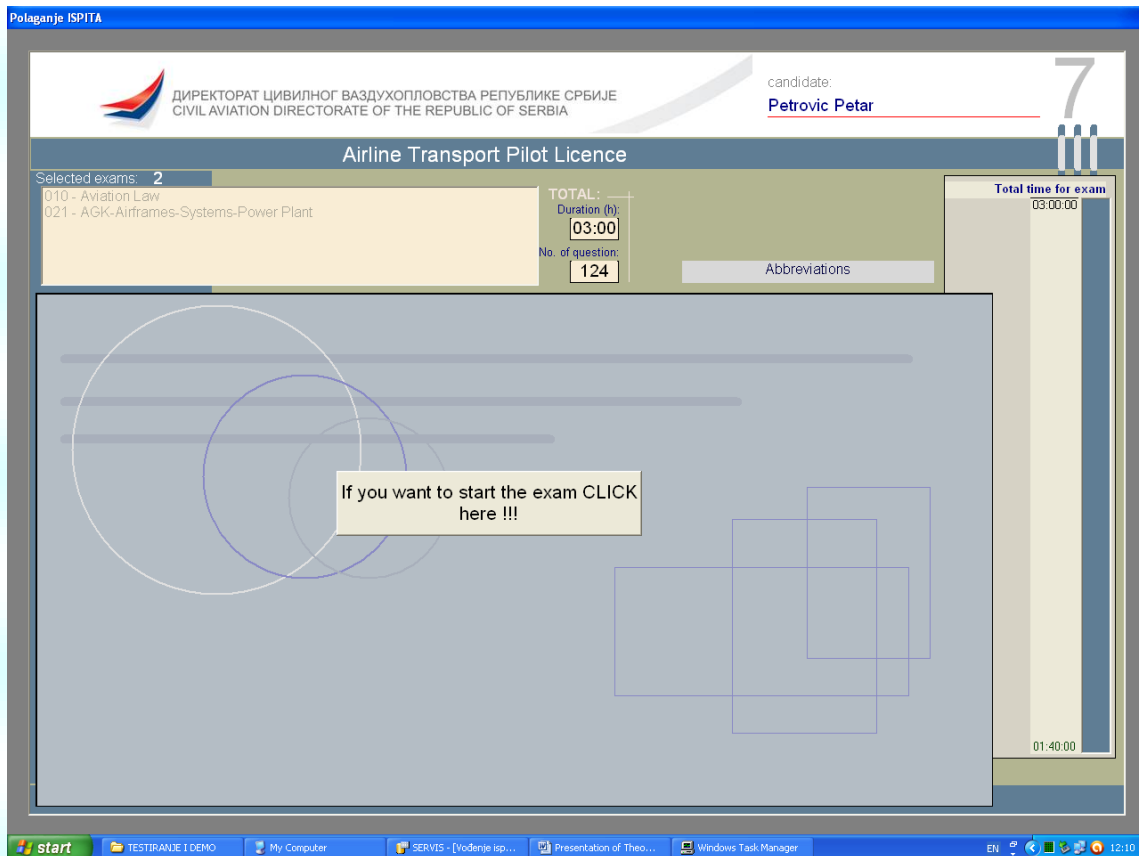 Polaganje ISPITA
ДИРЕКТОРАТ ЦИВИЛНОГ ВАЗДУХОПЛОВСТВА РЕПУБЛИКЕ СРБИЈЕ
CIVIL AVIATION DIRECTORATE OF THE REPUBLIC OF SERBIA
candidate:
Petrovic Petar
7
Airline Transport Pilot Licence
Selected exams: 2
010 - Aviation Law
021 - AGK-Airframes-Systems-Power Plant
TOTAL:
Duration (h):
03:00
No. of question:
124
Abbreviations
Total time for exam
03:00:00
If you want to start the exam CLICK
here !!!
01:40:00
start
TESTIRANJE I DEMO
My Computer
SERVIS - [Vođenje isp...
Presentation of Theo...
Windows Task Manager
EN
12:10